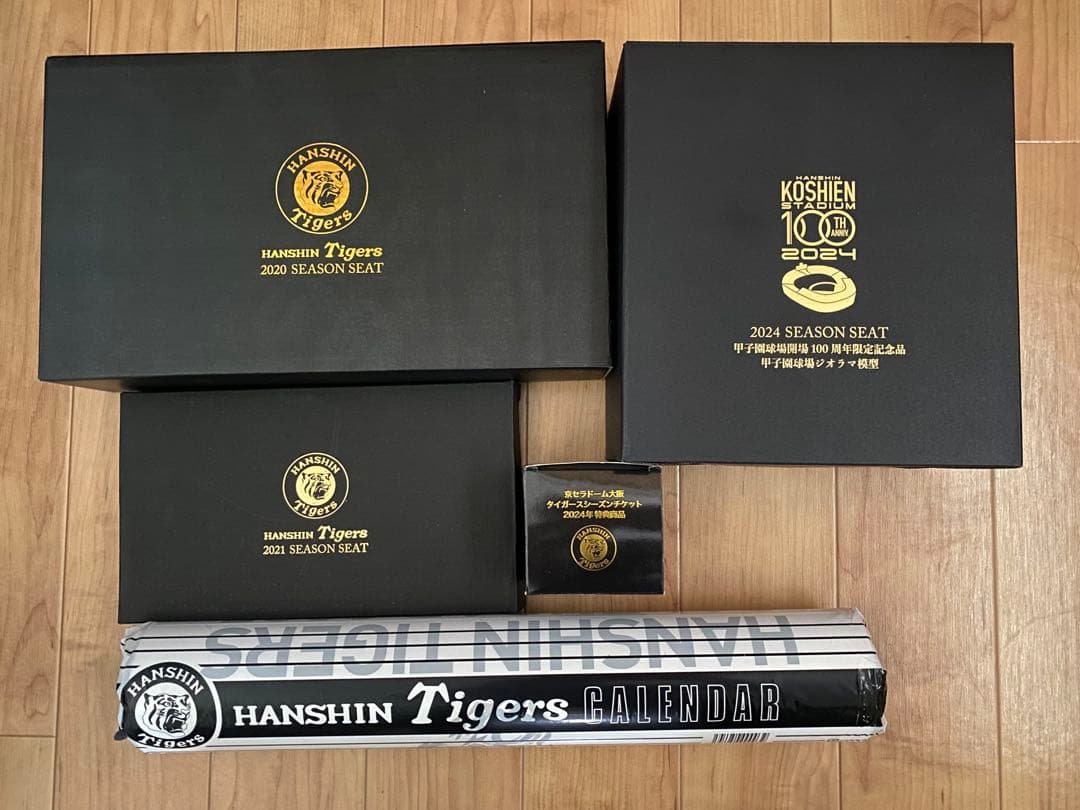 HANSHIN
Tigers
HANSHIN Tigers
2020 SEASON SEAT
HANSHIN
KOSHIEN
STADIUM
100TH
ANNIV.
2024
2024 SEASON SEAT
甲子園球場開場100周年限定記念品
甲子園球場ジオラマ模型
HANSHIN
Tigers
HANSHIN Tigers
2021 SEASON SEAT
京セラドーム大阪
タイガースシーズンチケット
2024年 特典商品
HANSHIN
Tigers
HANSHIN TIGERS
HANSHIN
Tigers
HANSHIN Tigers CALENDAR